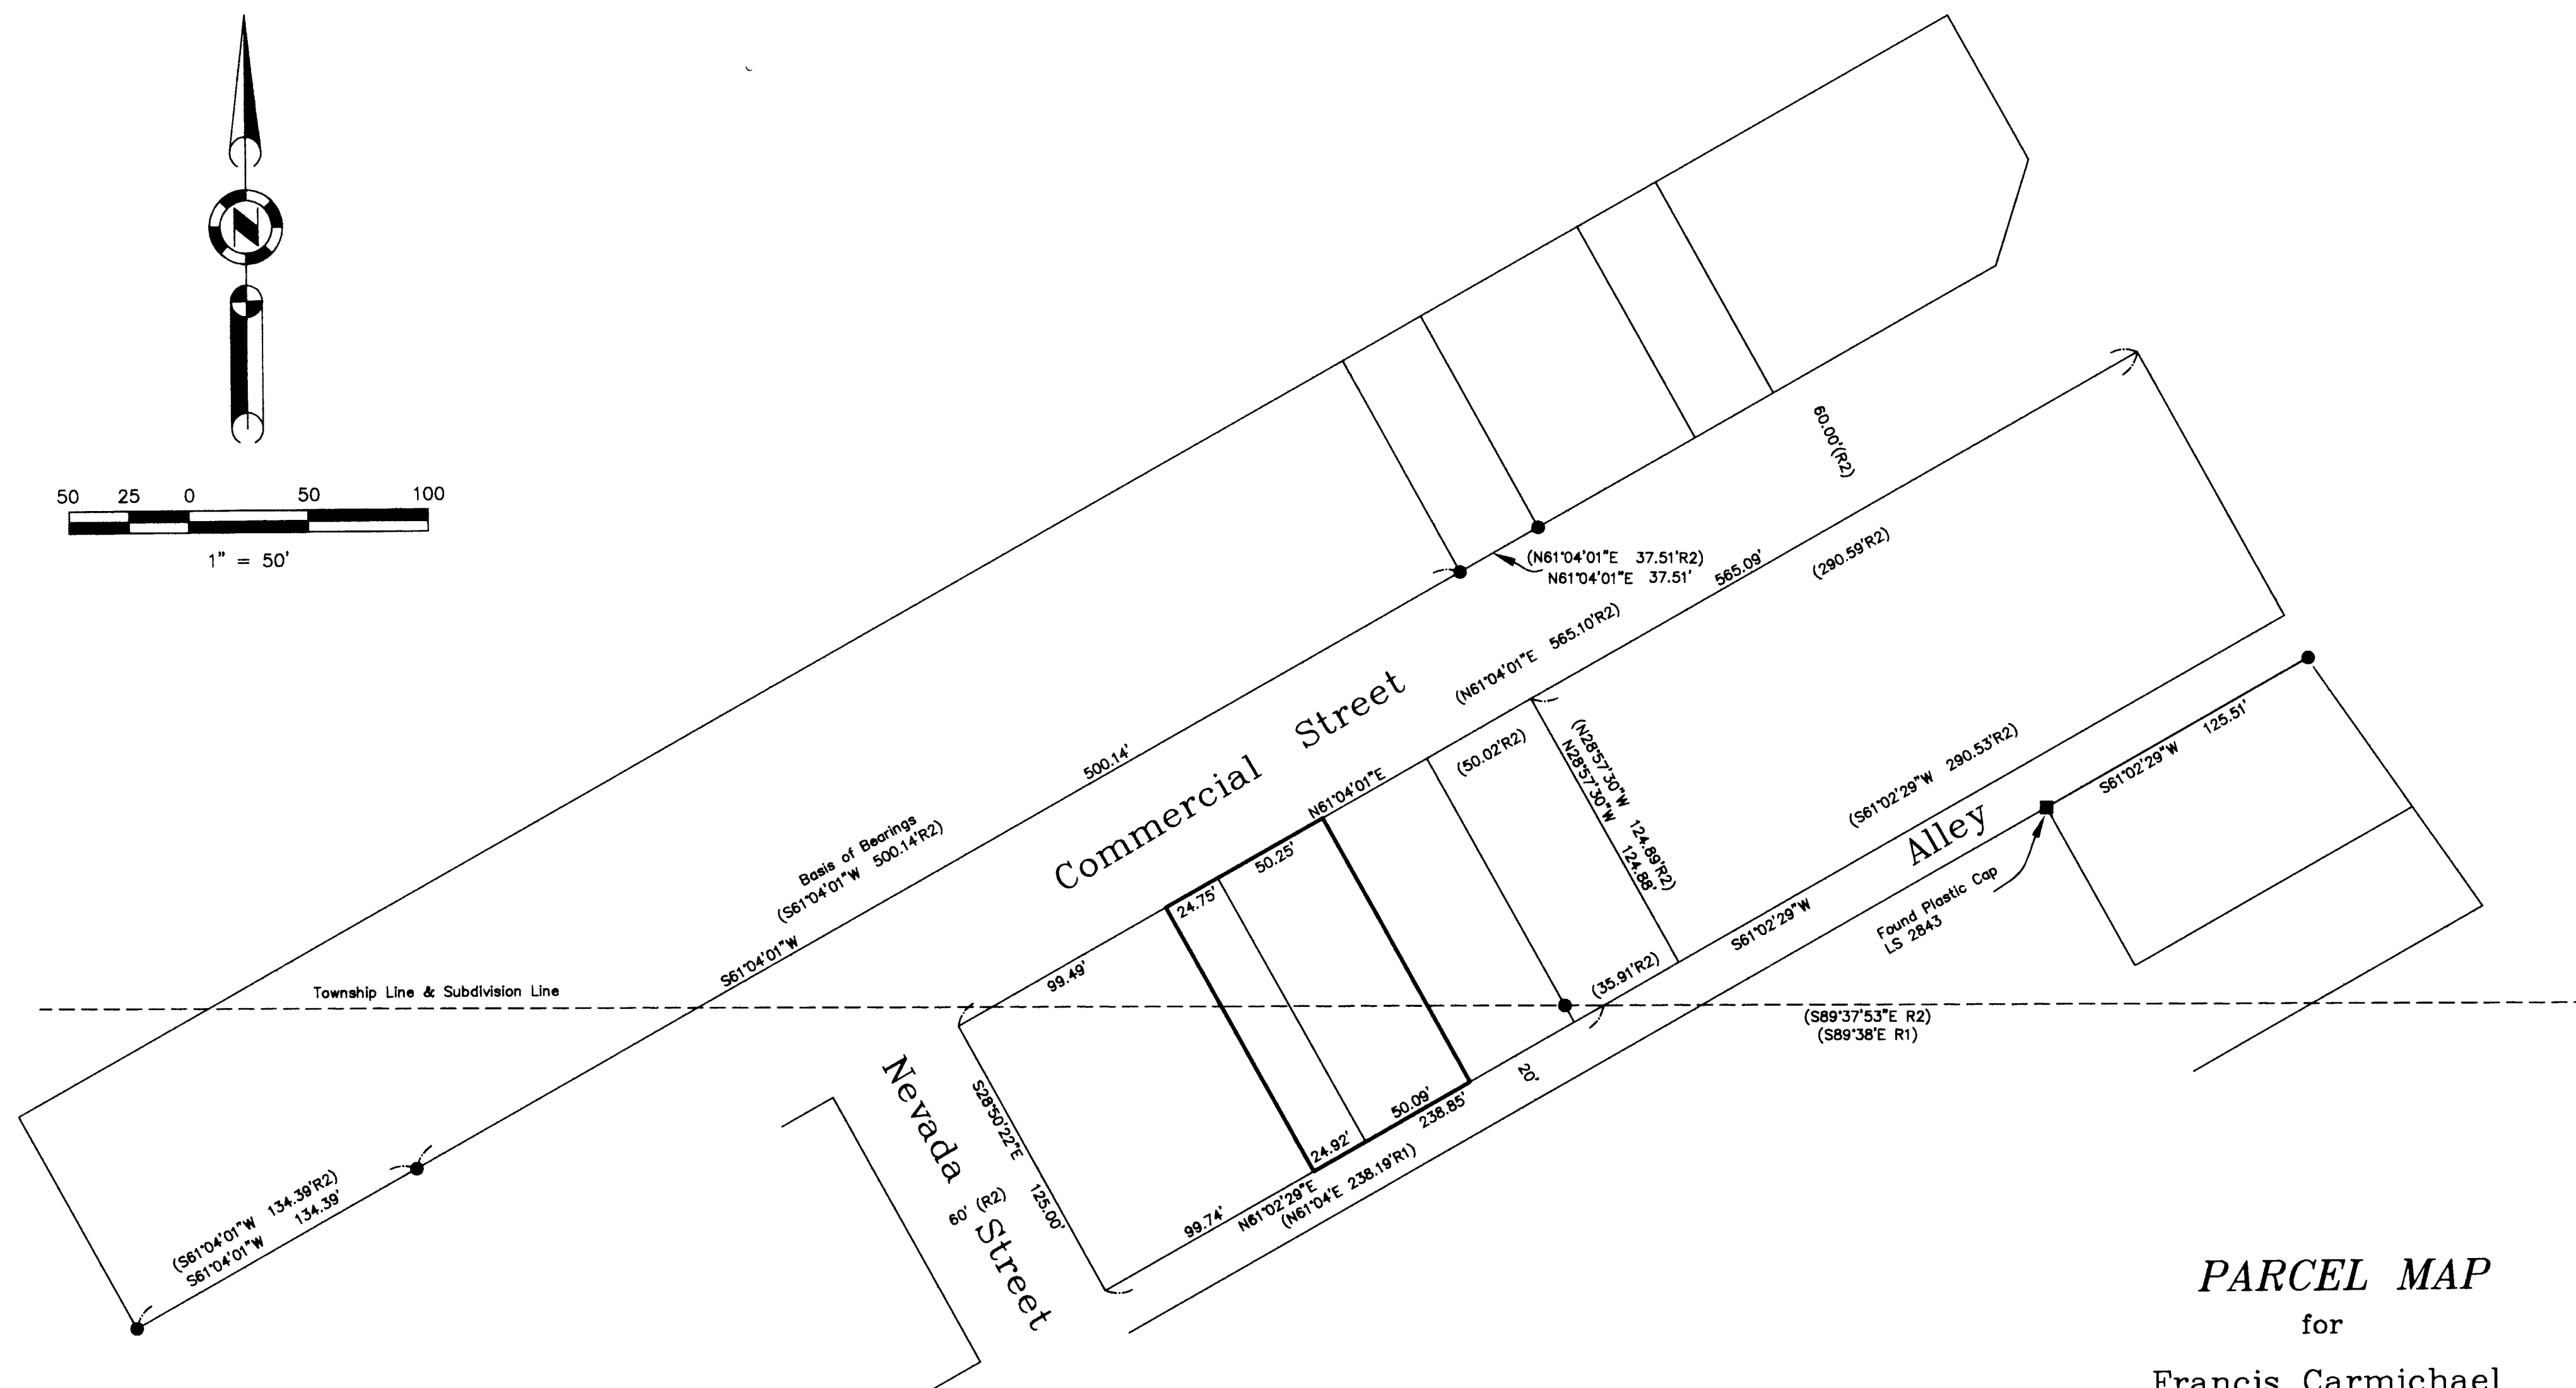 N
50 25 0 50 100
1" = 50'
60.00'(R2)
(N61°04'01"E 37.51'R2)
N61°04'01"E 37.51'
565.09'
(290.59'R2)
(N61°04'01"E 565.10'R2)
Commercial Street
500.14'
Basis of Bearings
(S61°04'01"W 500.14'R2)
S61°04'01"W
(50.02'R2)
N61°04'01"E
(N28°57'30"W 124.89'R2)
N28°57'30"W 124.88'
50.25'
24.75'
99.49'
125.51'
S61°02'29"W
(S61°02'29"W 290.53'R2)
Alley
S61°02'29"W
Found Plastic Cap
LS 2843
(35.91'R2)
Township Line & Subdivision Line
(S89°37'53"E R2)
(S89°38'E R1)
20'
50.09'
238.85'
24.92'
N61°02'29"E
(N61°04'E 238.19'R1)
99.74'
S28°50'22"E 125.00'
Nevada Street
60' (R2)
(S61°04'01"W 134.39'R2)
S61°04'01"W 134.39'
PARCEL MAP
for
Francis Carmichael